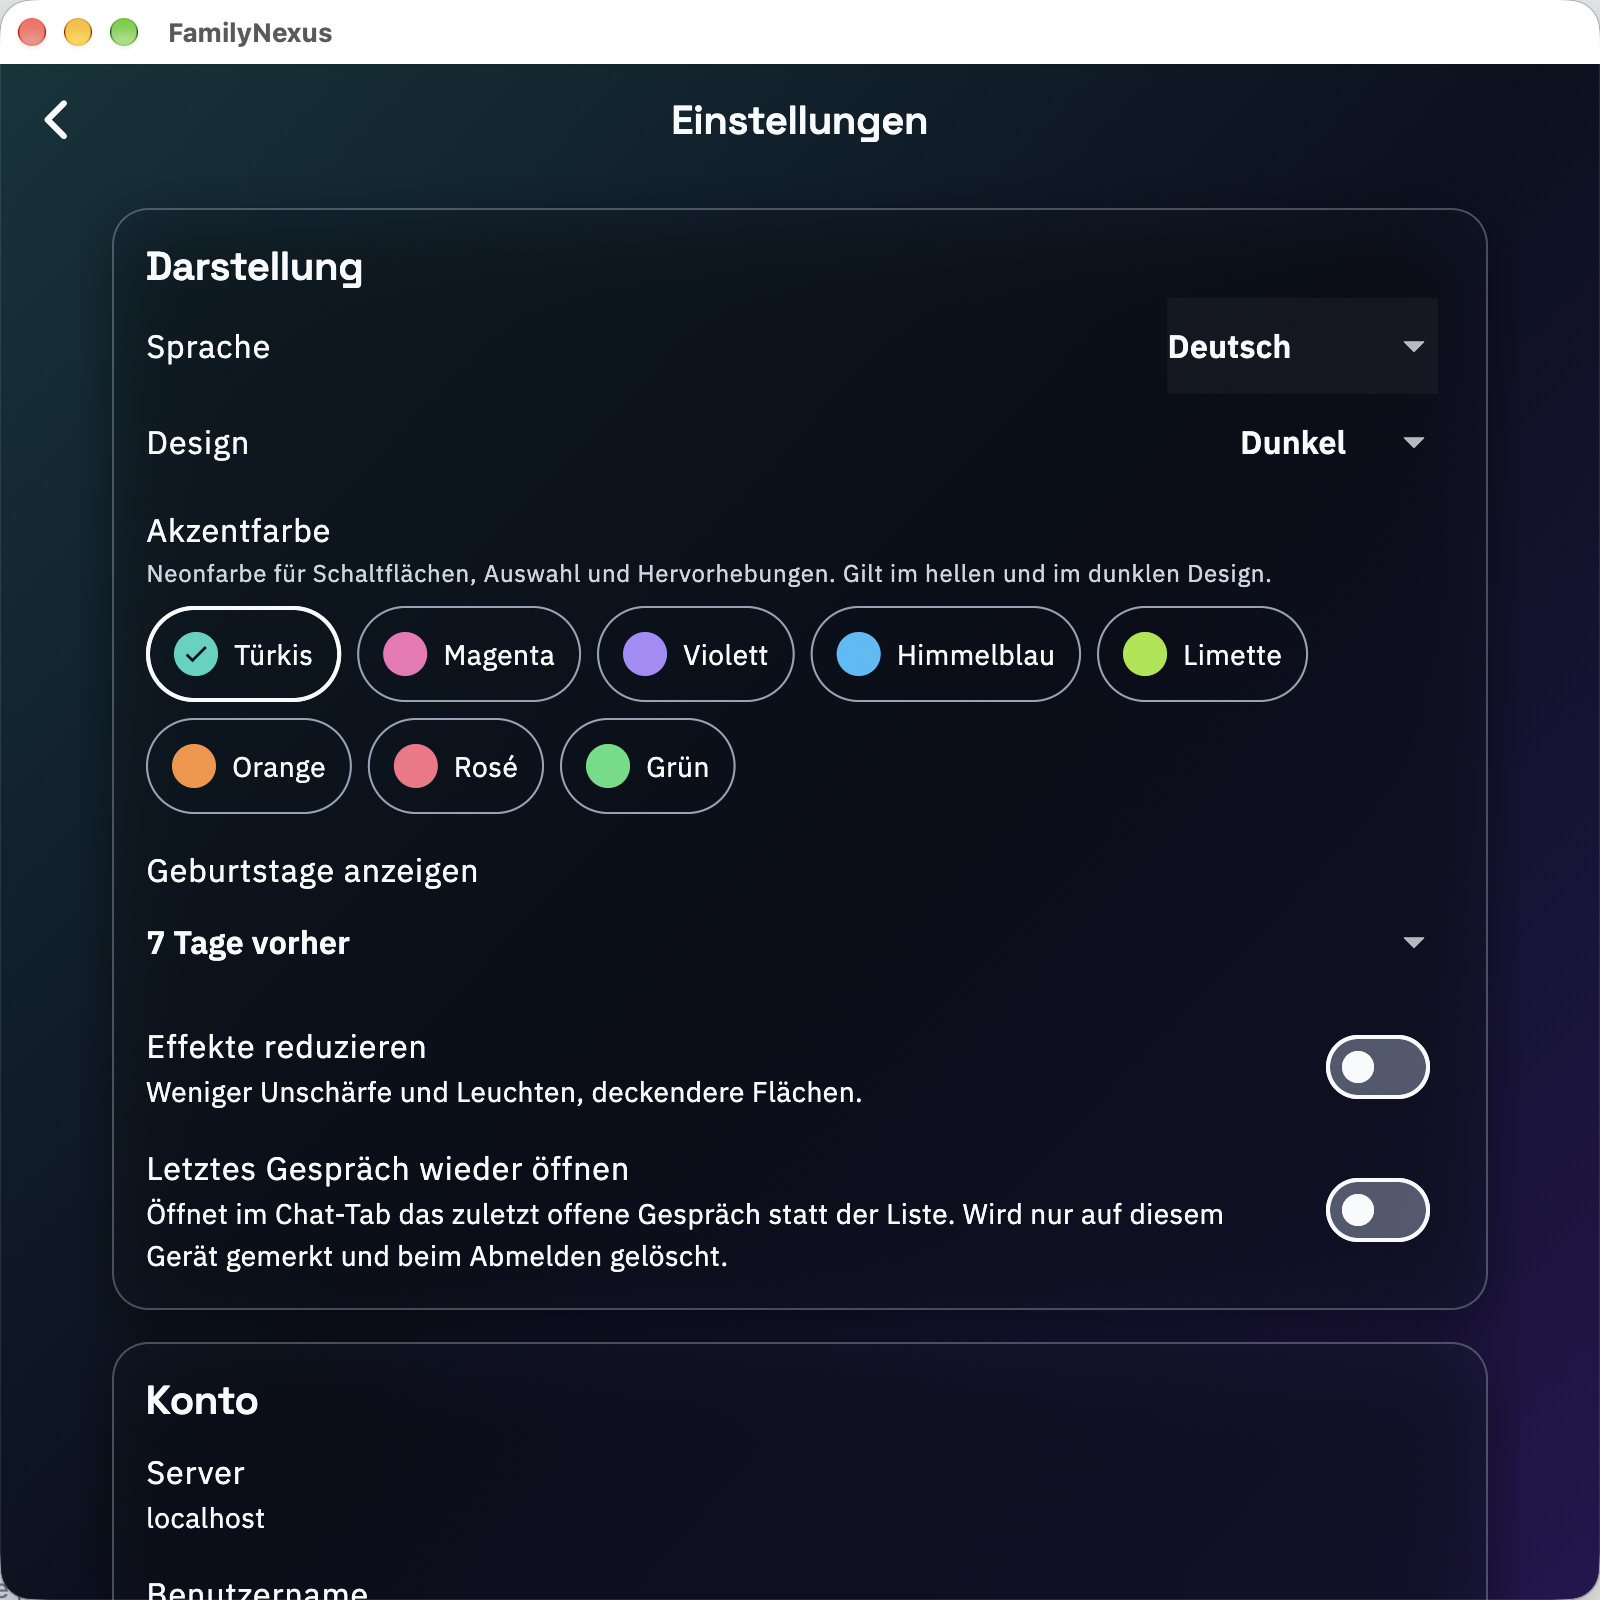 FamilyNexus
Einstellungen
Darstellung
Sprache
Deutsch
Design
Dunkel
Akzentfarbe
Neonfarbe für Schaltflächen, Auswahl und Hervorhebungen. Gilt im hellen und im dunklen Design.
Türkis
Magenta
Violett
Himmelblau
Limette
Orange
Rosé
Grün
Geburtstage anzeigen
7 Tage vorher
Effekte reduzieren
Weniger Unschärfe und Leuchten, deckendere Flächen.
Letztes Gespräch wieder öffnen
Öffnet im Chat-Tab das zuletzt offene Gespräch statt der Liste. Wird nur auf diesem
Gerät gemerkt und beim Abmelden gelöscht.
Konto
Server
localhost
Benutzername